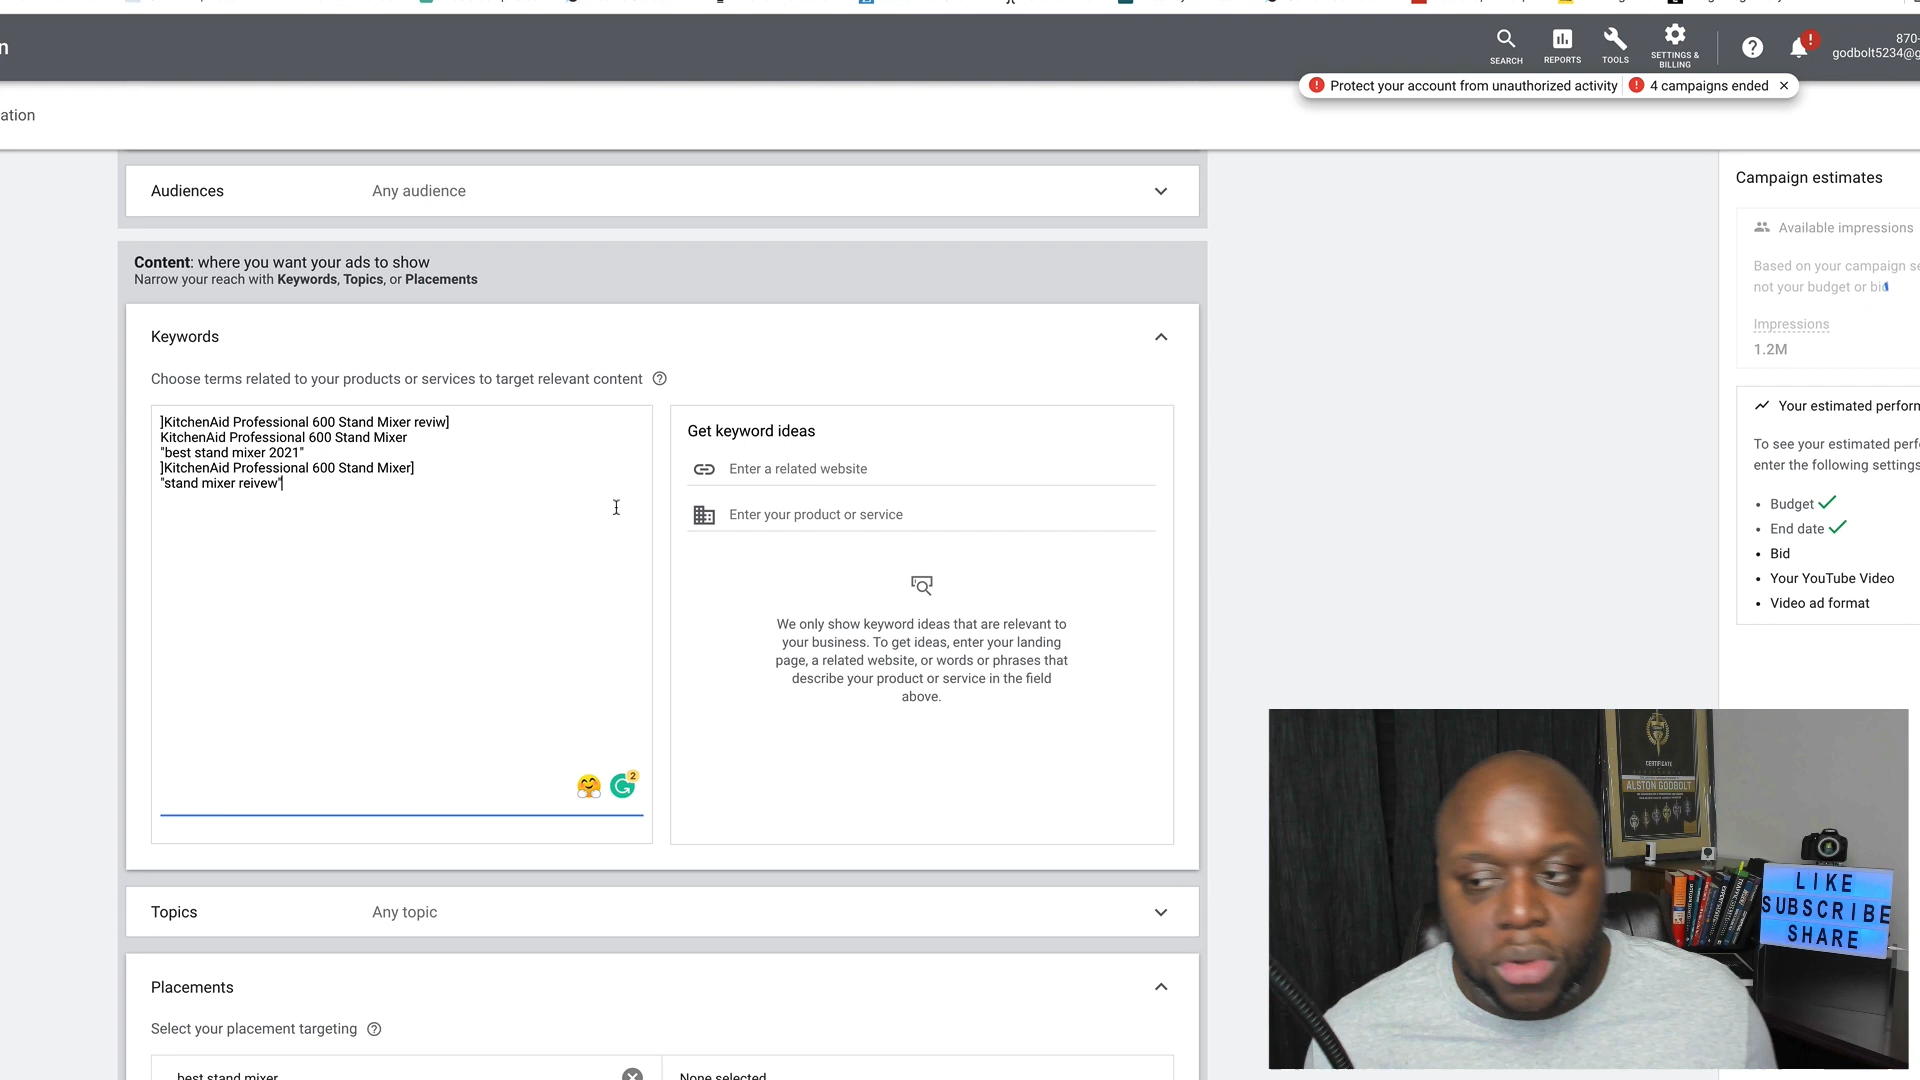 n
SEARCH
REPORTS
TOOLS
SETTINGS &
BILLING
!
870-
godbolt5234@g
Protect your account from unauthorized activity
4 campaigns ended
ation
Audiences
Any audience
Content: where you want your ads to show
Narrow your reach with Keywords, Topics, or Placements
Keywords
Choose terms related to your products or services to target relevant content
]KitchenAid Professional 600 Stand Mixer reviw]
KitchenAid Professional 600 Stand Mixer
"best stand mixer 2021"
]KitchenAid Professional 600 Stand Mixer]
"stand mixer reivew"
2
Get keyword ideas
Enter a related website
Enter your product or service
We only show keyword ideas that are relevant to
your business. To get ideas, enter your landing
page, a related website, or words or phrases that
describe your product or service in the field
above.
Topics
Any topic
Placements
Select your placement targeting
best stand mixer
None selected
Campaign estimates
Available impressions
Based on your campaign se
not your budget or bid
Impressions
1.2M
Your estimated perform
To see your estimated perf
enter the following settings
Budget
End date
Bid
Your YouTube Video
Video ad format
CERTIFICATE
ALSTON GODBOLT
LIKE
SUBSCRIBE
SHARE